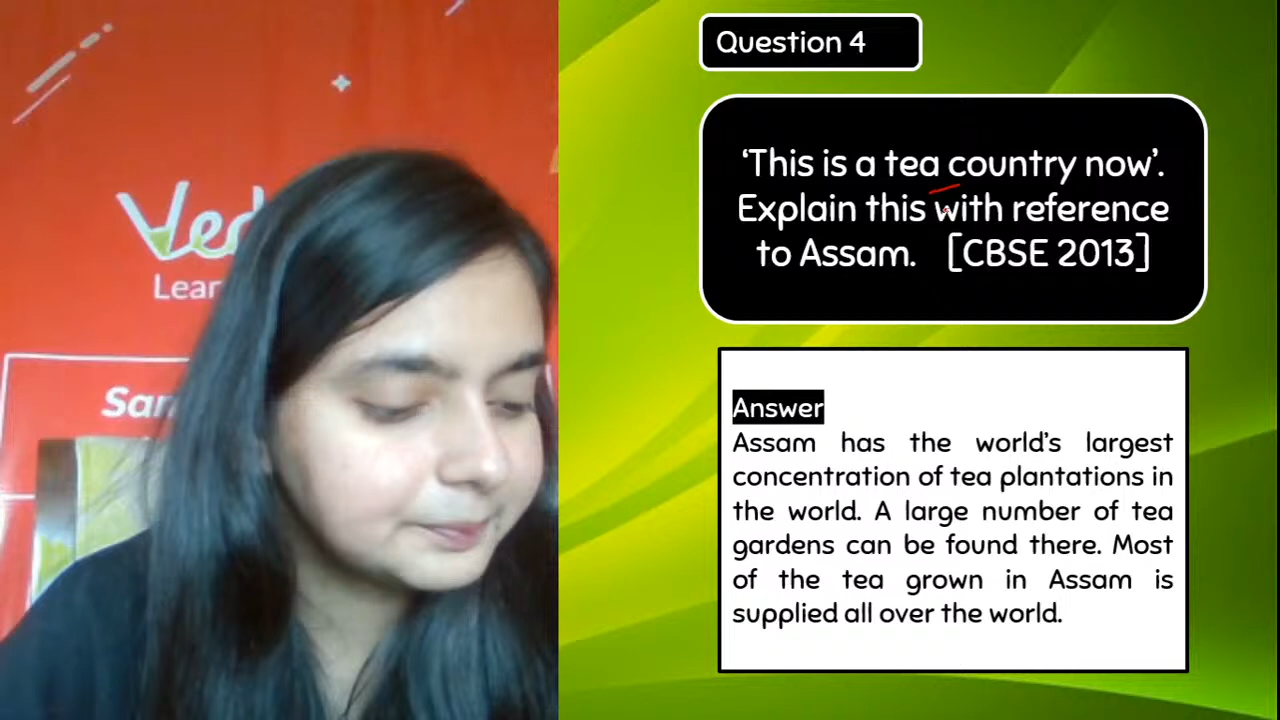 Ved
Lear
Sar
Question 4
‘This is a tea country now’.
Explain this with reference
to Assam. [CBSE 2013]
Answer
Assam has the world’s largest
concentration of tea plantations in
the world. A large number of tea
gardens can be found there. Most
of the tea grown in Assam is
supplied all over the world.